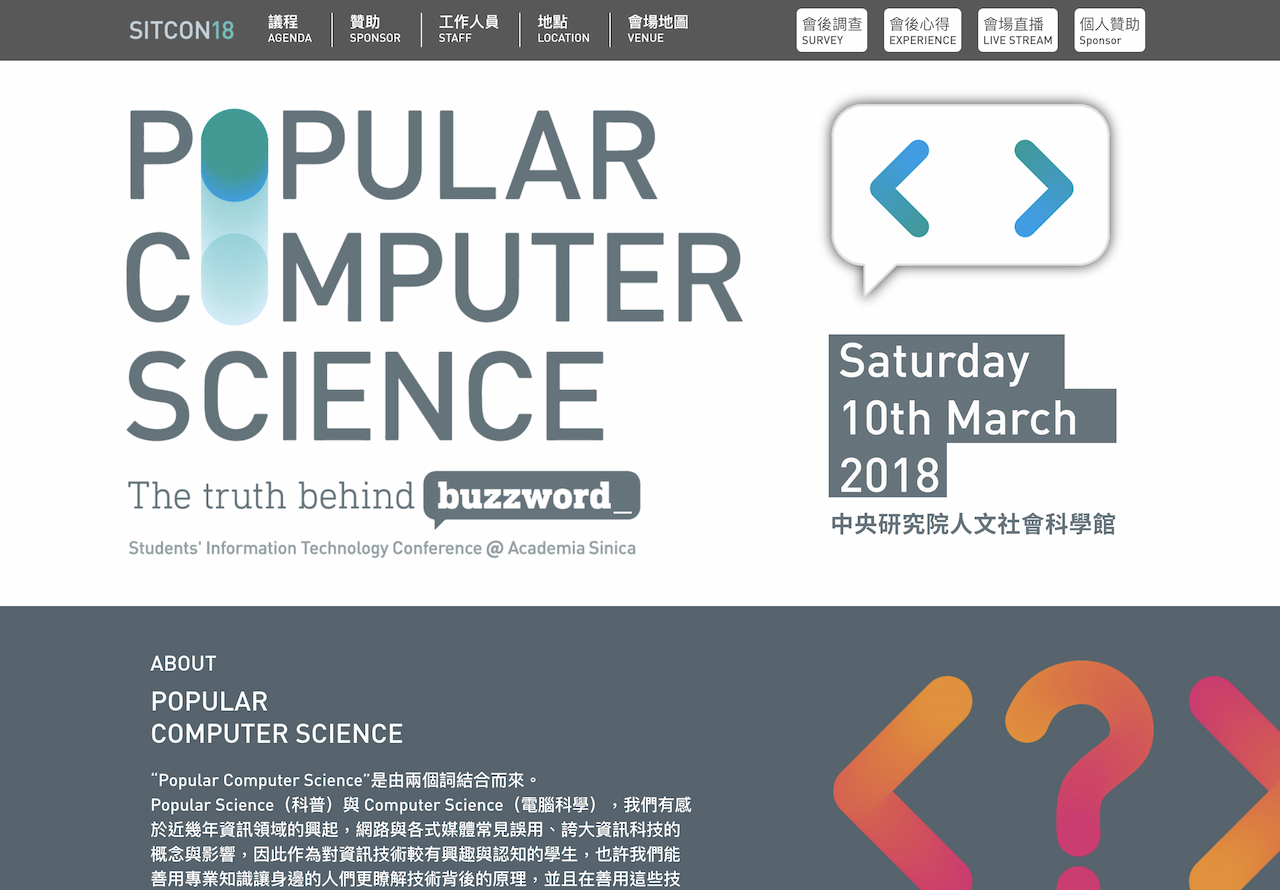 SITCON18
議程
AGENDA
贊助
SPONSOR
工作人員
STAFF
地點
LOCATION
會場地圖
VENUE
會後調查
SURVEY
會後心得
EXPERIENCE
會場直播
LIVE STREAM
個人贊助
Sponsor
POPULAR
COMPUTER
SCIENCE
The truth behind buzzword_
Students' Information Technology Conference @ Academia Sinica
< >
Saturday
10th March
2018
中央研究院人文社會科學館
ABOUT
POPULAR
COMPUTER SCIENCE
“Popular Computer Science”是由兩個詞結合而來。
Popular Science（科普）與 Computer Science（電腦科學），我們有感
於近幾年資訊領域的興起，網路與各式媒體常見誤用、誇大資訊科技的
概念與影響，因此作為對資訊技術較有興趣與認知的學生，也許我們能
善用專業知識讓身邊的人們更瞭解技術背後的原理，並且在善用這些技
<?>